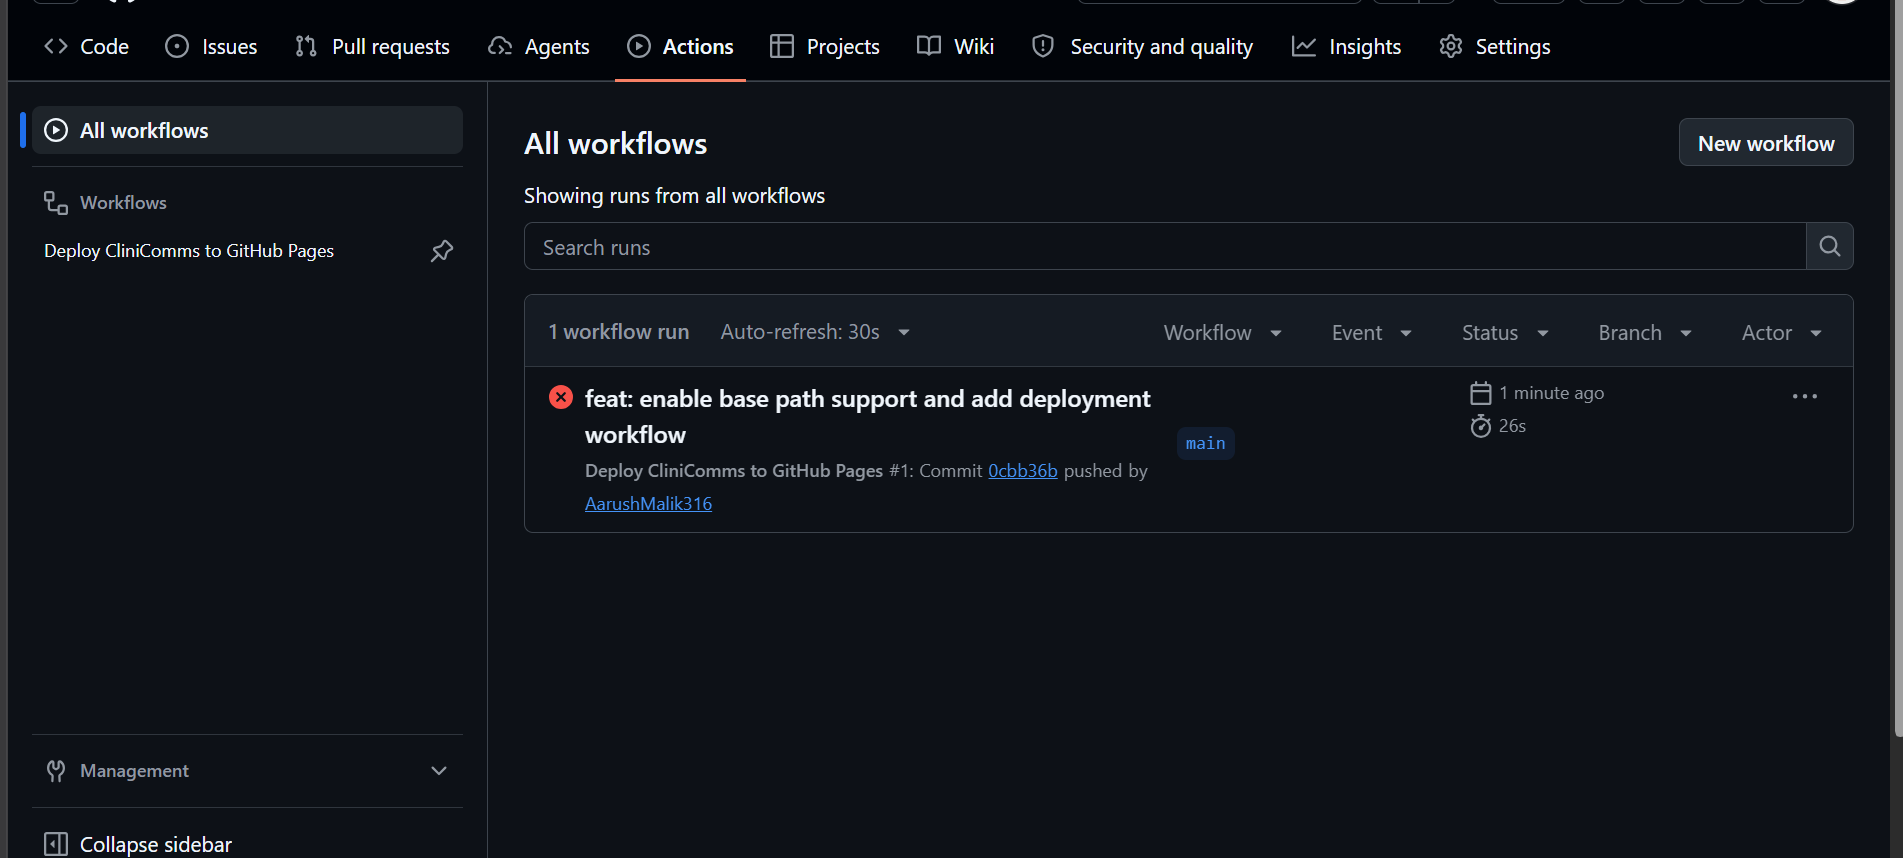 Code
Issues
Pull requests
Agents
Actions
Projects
Wiki
Security and quality
Insights
Settings
All workflows
Workflows
Deploy CliniComms to GitHub Pages
Management
Collapse sidebar
All workflows
New workflow
Showing runs from all workflows
Search runs
1 workflow run
Auto-refresh: 30s
Workflow
Event
Status
Branch
Actor
feat: enable base path support and add deployment
workflow
Deploy CliniComms to GitHub Pages #1: Commit 0cbb36b pushed by
AarushMalik316
main
1 minute ago
26s